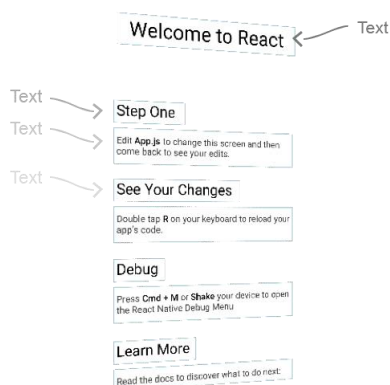 Welcome to React
Text
Text
Step One
Text
Edit App.js to change this screen and then
come back to see your edits.
Text
See Your Changes
Double tap R on your keyboard to reload your
app's code.
Debug
Press Cmd + M or Shake your device to open
the React Native Debug Menu
Learn More
Read the docs to discover what to do next: